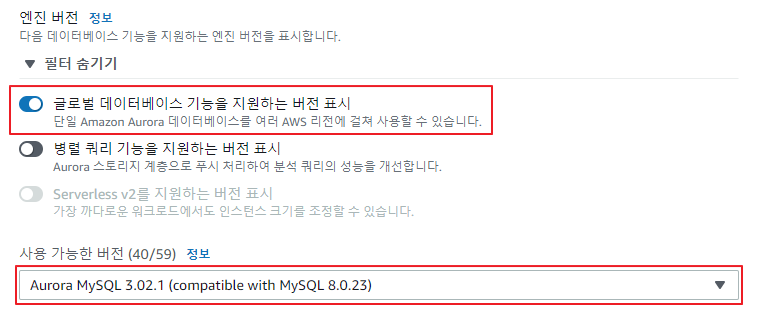 엔진 버전 정보
다음 데이터베이스 기능을 지원하는 엔진 버전을 표시합니다.
▼ 필터 숨기기
글로벌 데이터베이스 기능을 지원하는 버전 표시
단일 Amazon Aurora 데이터베이스를 여러 AWS 리전에 걸쳐 사용할 수 있습니다.
병렬 쿼리 기능을 지원하는 버전 표시
Aurora 스토리지 계층으로 푸시 처리하여 분석 쿼리의 성능을 개선합니다.
Serverless v2를 지원하는 버전 표시
가장 까다로운 워크로드에서도 인스턴스 크기를 조정할 수 있습니다.
사용 가능한 버전 (40/59) 정보
Aurora MySQL 3.02.1 (compatible with MySQL 8.0.23)